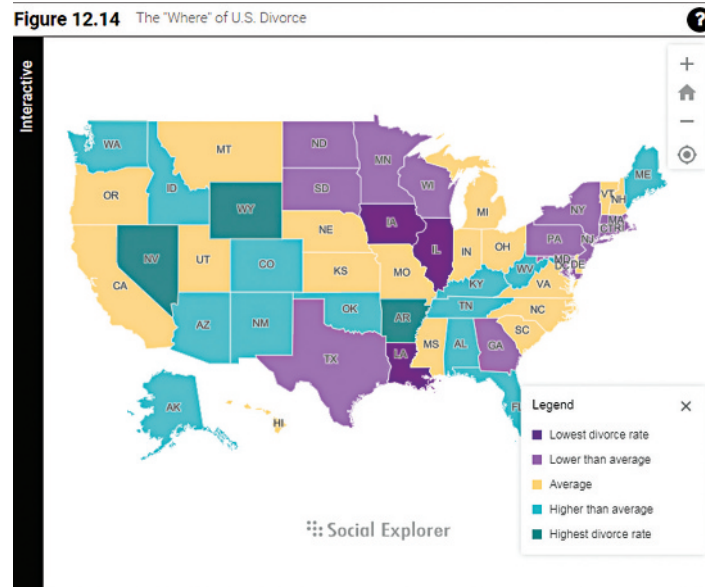 Figure 12.14 The "Where" of U.S. Divorce
?
Interactive
WA
MT
ND
MN
ME
OR
ID
SD
WI
VT
NH
WY
MI
NY
MA
CT
RI
IA
NE
PA
NJ
NV
UT
IL
IN
OH
MD
DE
DC
CO
CA
KS
MO
WV
VA
KY
AZ
NM
OK
TN
NC
AR
SC
TX
LA
MS
AL
GA
AK
HI
FL
Legend
Lowest divorce rate
Lower than average
Average
Higher than average
Highest divorce rate
Social Explorer